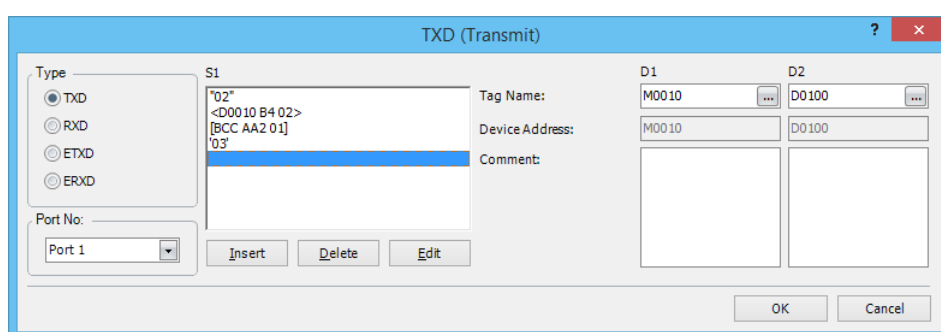 TXD (Transmit)
?
Type
TXD
RXD
ETXD
ERXD
Port No:
Port 1
S1
"02"
<D0010 B4 02>
[BCC AA2 01]
'03'
Insert
Delete
Edit
D1
D2
Tag Name:
M0010
...
D0100
...
Device Address:
M0010
D0100
Comment:
OK
Cancel